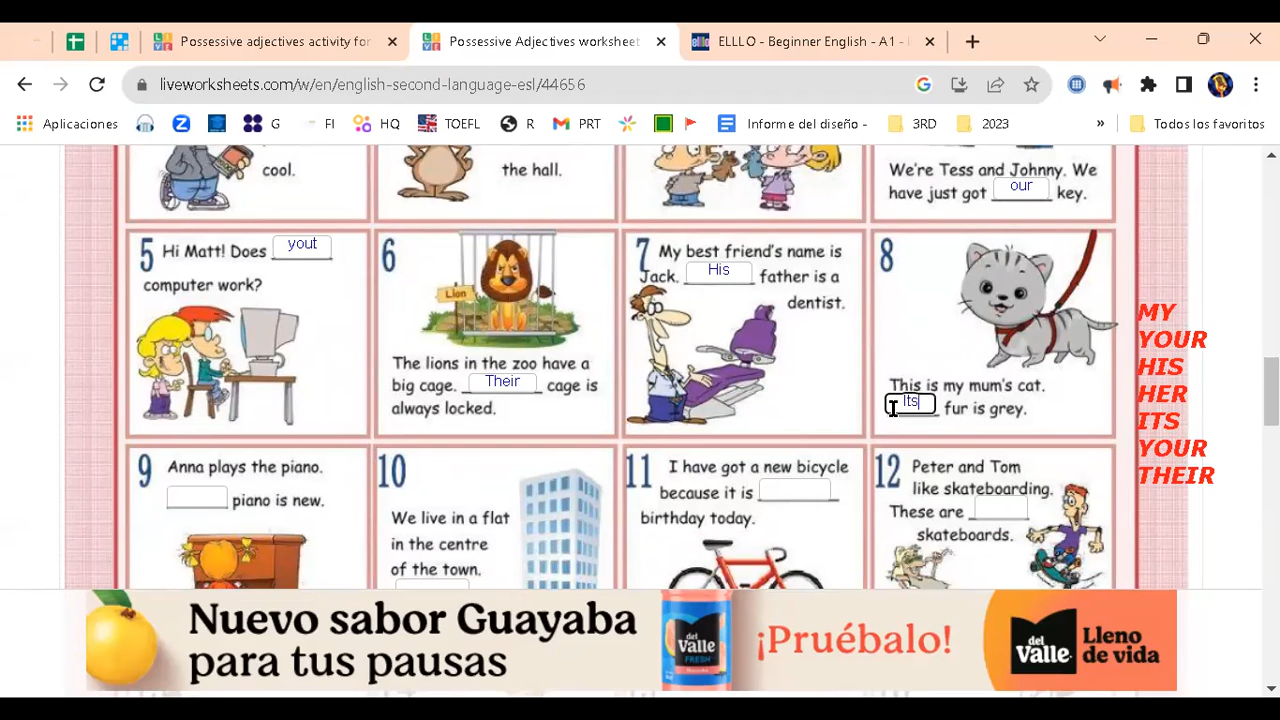 Possessive adjectives activity for
Possessive Adjectives worksheet
ELLLO - Beginner English - A1 -
liveworksheets.com/w/en/english-second-language-esl/44656
Aplicaciones
G
FI
HQ
TOEFL
R
PRT
Informe del diseño -
3RD
2023
»
Todos los favoritos
cool.
the hall.
We're Tess and Johnny. We
have just got our key.
5 Hi Matt! Does yout
computer work?
6
Lion
The lions in the zoo have a
big cage. Their cage is
always locked.
7 My best friend's name is
Jack. His father is a
dentist.
8
This is my mum's cat.
Its fur is grey.
MY
YOUR
HIS
HER
ITS
YOUR
THEIR
9 Anna plays the piano.
piano is new.
10
We live in a flat
in the centre
of the town.
11 I have got a new bicycle
because it is
birthday today.
12 Peter and Tom
like skateboarding.
These are
skateboards.
Nuevo sabor Guayaba
para tus pausas
del
Valle
FRESH
¡Pruébalo!
del
Valle
Lleno
de vida